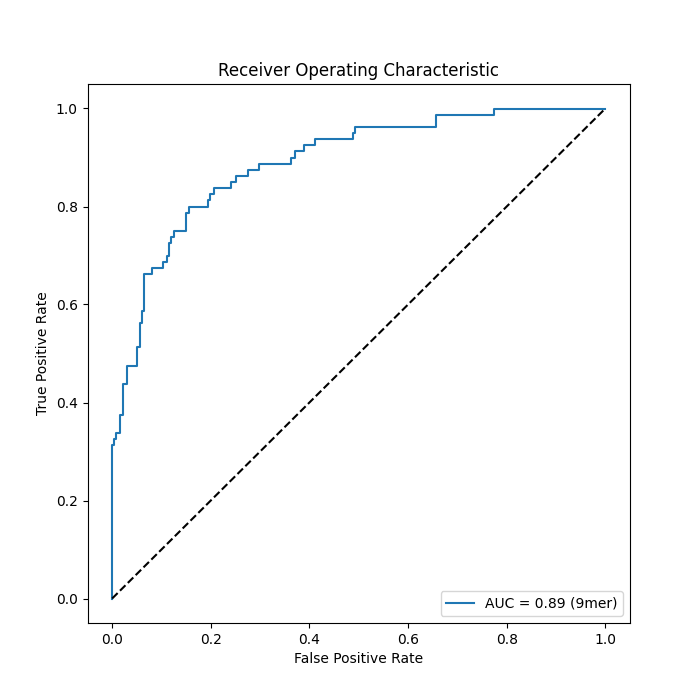 Receiver Operating Characteristic
True Positive Rate
1.0
0.8
0.6
0.4
0.2
0.0
AUC = 0.89 (9mer)
0.0 0.2 0.4 0.6 0.8 1.0
False Positive Rate